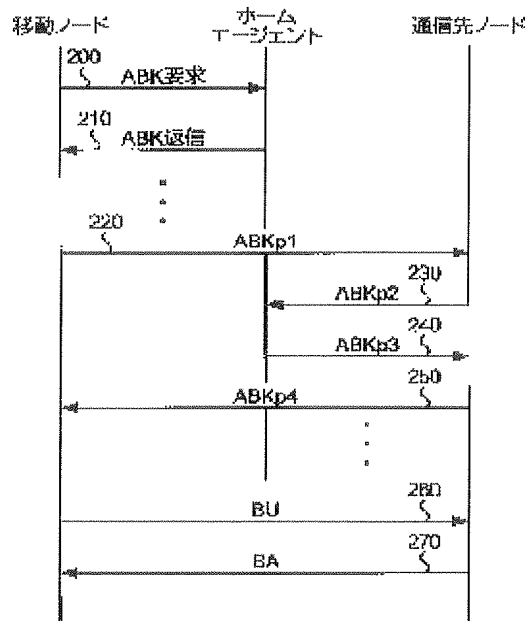 移動ノード
ホーム
エージェント
通信先ノード
200
ABK要求
210
ABK返信
220
ABKp1
230
ABKp2
240
ABKp3
250
ABKp4
260
BU
270
BA